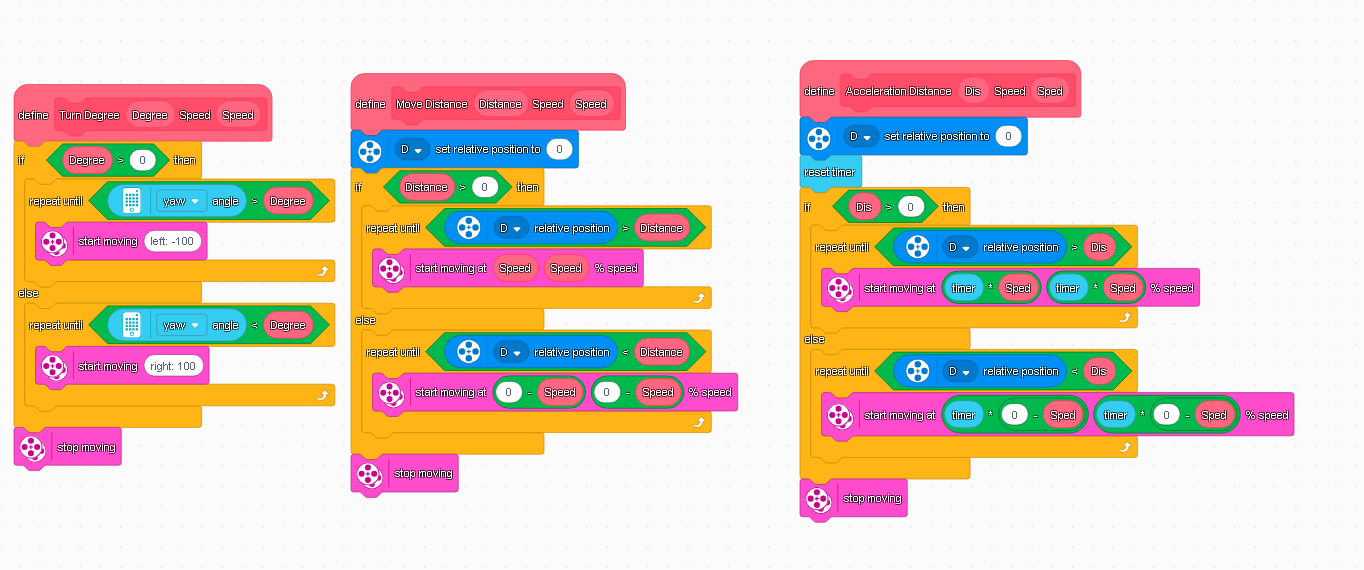 define Turn Degree Degree Speed Speed
if Degree > 0 then
repeat until yaw angle > Degree
start moving left: -100
else
repeat until yaw angle < Degree
start moving right: 100
stop moving
define Move Distance Distance Speed Speed
D set relative position to 0
if Distance > 0 then
repeat until D relative position > Distance
start moving at Speed Speed % speed
else
repeat until D relative position < Distance
start moving at 0 - Speed 0 - Speed % speed
stop moving
define Acceleration Distance Dis Speed Sped
D set relative position to 0
reset timer
if Dis > 0 then
repeat until D relative position > Dis
start moving at timer * Sped timer * Sped % speed
else
repeat until D relative position < Dis
start moving at timer * 0 - Sped timer * 0 - Sped % speed
stop moving